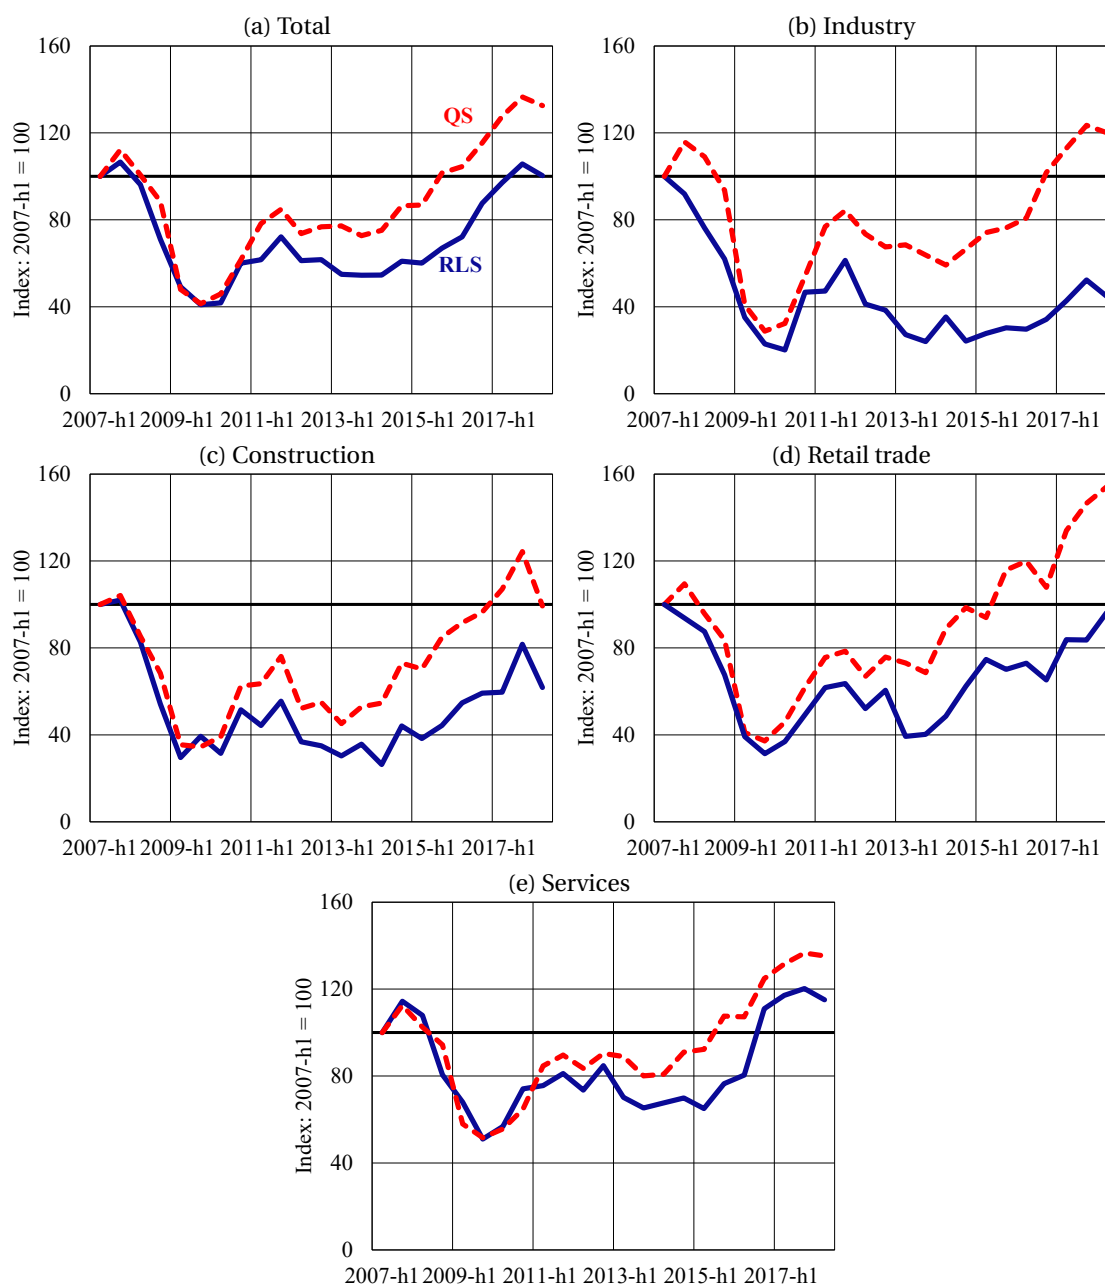 (a) Total
Index: 2007-h1 = 100
160
120
80
40
0
QS
RLS
2007-h1 2009-h1 2011-h1 2013-h1 2015-h1 2017-h1
(b) Industry
Index: 2007-h1 = 100
160
120
80
40
0
2007-h1 2009-h1 2011-h1 2013-h1 2015-h1 2017-h1
(c) Construction
Index: 2007-h1 = 100
160
120
80
40
0
2007-h1 2009-h1 2011-h1 2013-h1 2015-h1 2017-h1
(d) Retail trade
Index: 2007-h1 = 100
160
120
80
40
0
2007-h1 2009-h1 2011-h1 2013-h1 2015-h1 2017-h1
(e) Services
Index: 2007-h1 = 100
160
120
80
40
0
2007-h1 2009-h1 2011-h1 2013-h1 2015-h1 2017-h1